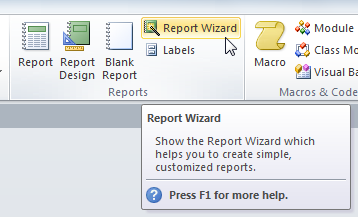 Report
Report Design
Blank Report
Report Wizard
Labels
Reports
Macro
Module
Class Mo
Visual Ba
Macros & Code
Report Wizard
Show the Report Wizard which
helps you to create simple,
customized reports.
Press F1 for more help.